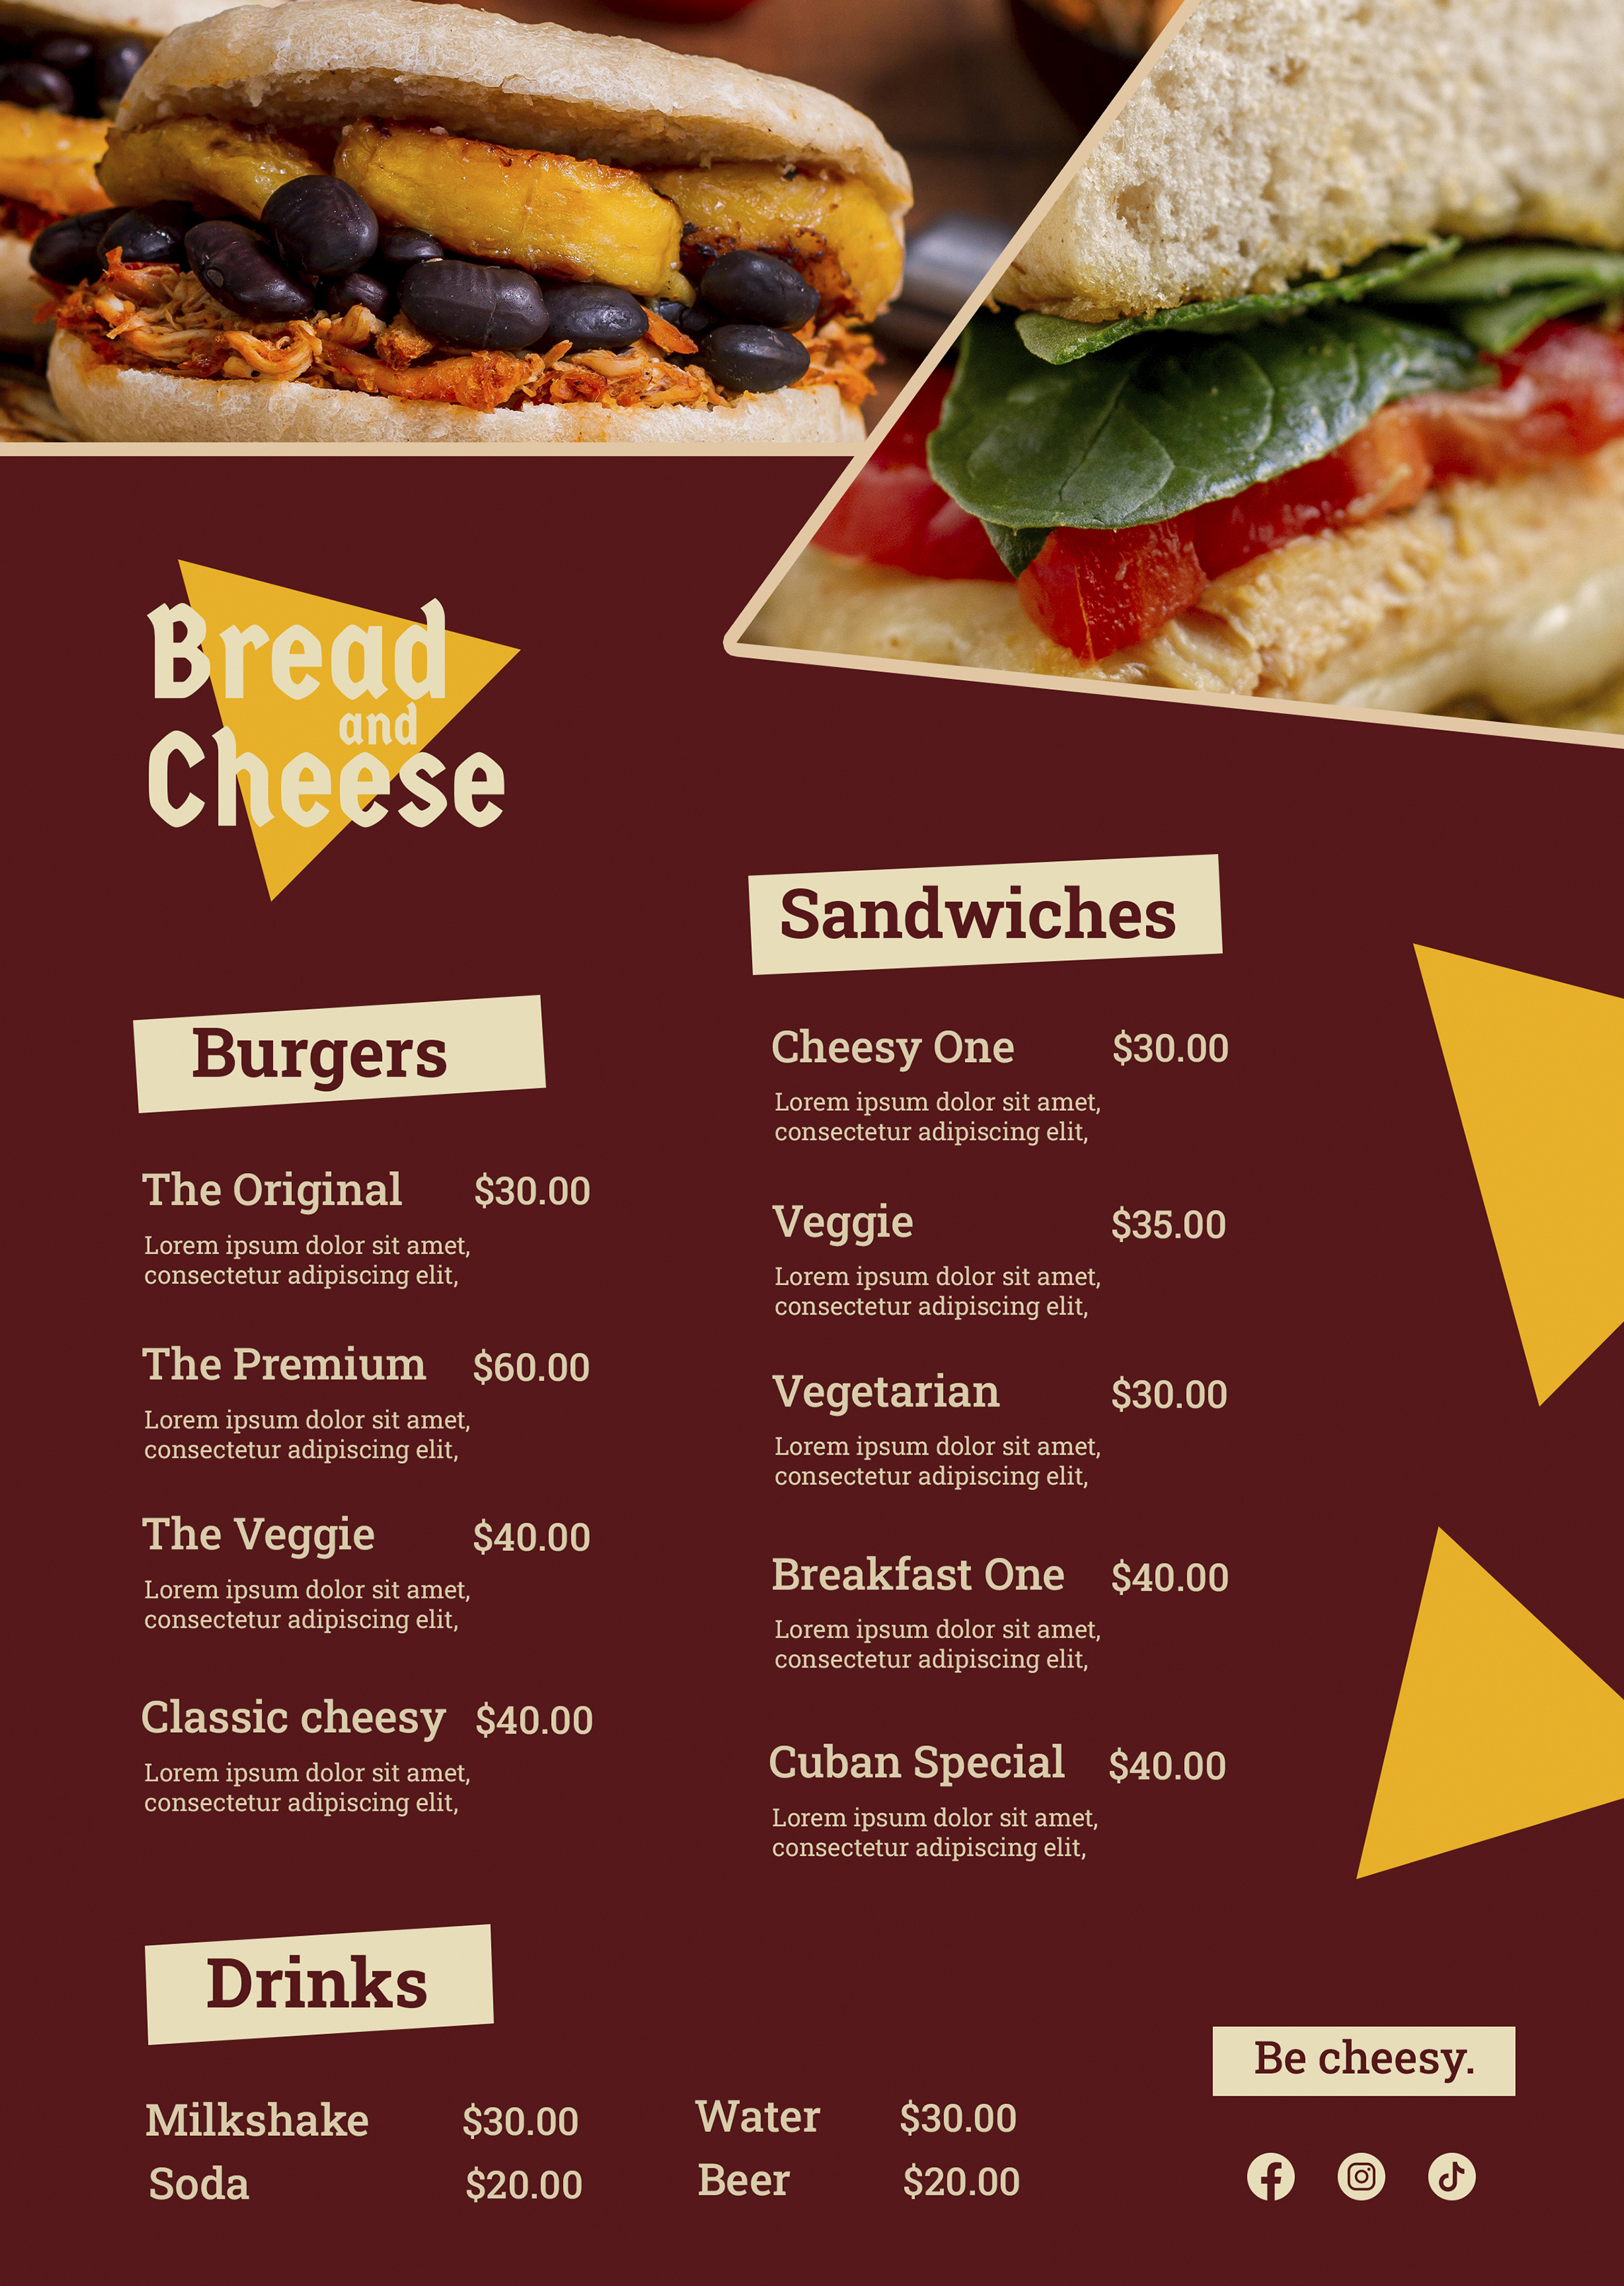 Bread
and
Cheese
Burgers
The Original $30.00
Lorem ipsum dolor sit amet,
consectetur adipiscing elit,
The Premium $60.00
Lorem ipsum dolor sit amet,
consectetur adipiscing elit,
The Veggie $40.00
Lorem ipsum dolor sit amet,
consectetur adipiscing elit,
Classic cheesy $40.00
Lorem ipsum dolor sit amet,
consectetur adipiscing elit,
Sandwiches
Cheesy One $30.00
Lorem ipsum dolor sit amet,
consectetur adipiscing elit,
Veggie $35.00
Lorem ipsum dolor sit amet,
consectetur adipiscing elit,
Vegetarian $30.00
Lorem ipsum dolor sit amet,
consectetur adipiscing elit,
Breakfast One $40.00
Lorem ipsum dolor sit amet,
consectetur adipiscing elit,
Cuban Special $40.00
Lorem ipsum dolor sit amet,
consectetur adipiscing elit,
Drinks
Milkshake $30.00
Soda $20.00
Water $30.00
Beer $20.00
Be cheesy.